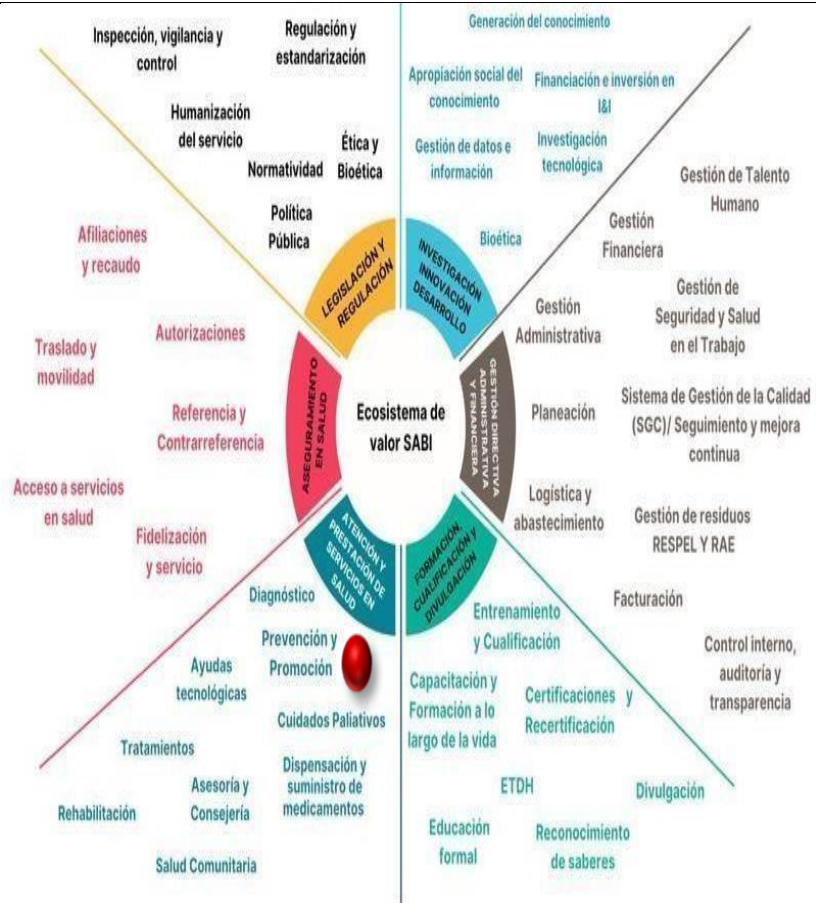 Inspección, vigilancia y
control
Regulación y
estandarización
Humanización
del servicio
Ética y
Bioética
Normatividad
Política
Pública
LEGISLACIÓN Y
REGULACIÓN
Generación del conocimiento
Apropiación social del
conocimiento
Financiación e inversión en
I&I
Gestión de datos e
información
Investigación
tecnológica
Bioética
INVESTIGACIÓN
INNOVACIÓN
DESARROLLO
Gestión de Talento
Humano
Gestión
Financiera
Gestión
Administrativa
Gestión de
Seguridad y Salud
en el Trabajo
Planeación
Sistema de Gestión de la Calidad
(SGC)/ Seguimiento y mejora
continua
Logística y
abastecimiento
Gestión de residuos
RESPEL Y RAE
Facturación
Control interno,
auditoría y
transparencia
GESTIÓN DIRECTIVA
ADMINISTRATIVA
Y FINANCIERA
Afiliaciones
y recaudo
Autorizaciones
Traslado y
movilidad
Referencia y
Contrarreferencia
Acceso a servicios
en salud
Fidelización
y servicio
ASEGURAMIENTO
EN SALUD
Ecosistema de
valor SABI
ATENCIÓN Y
PRESTACIÓN DE
SERVICIOS EN
SALUD
Diagnóstico
Prevención y
Promoción
Ayudas
tecnológicas
Cuidados Paliativos
Tratamientos
Dispensación y
suministro de
medicamentos
Asesoría y
Consejería
Rehabilitación
Salud Comunitaria
FORMACIÓN,
CUALIFICACIÓN Y
DIVULGACIÓN
Entrenamiento
y Cualificación
Capacitación y
Formación a lo
largo de la vida
Certificaciones y
Recertificación
ETDH
Divulgación
Educación
formal
Reconocimiento
de saberes